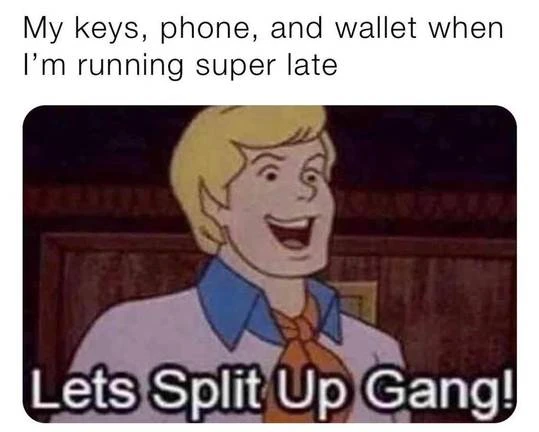 My keys, phone, and wallet when
I’m running super late
Lets Split Up Gang!